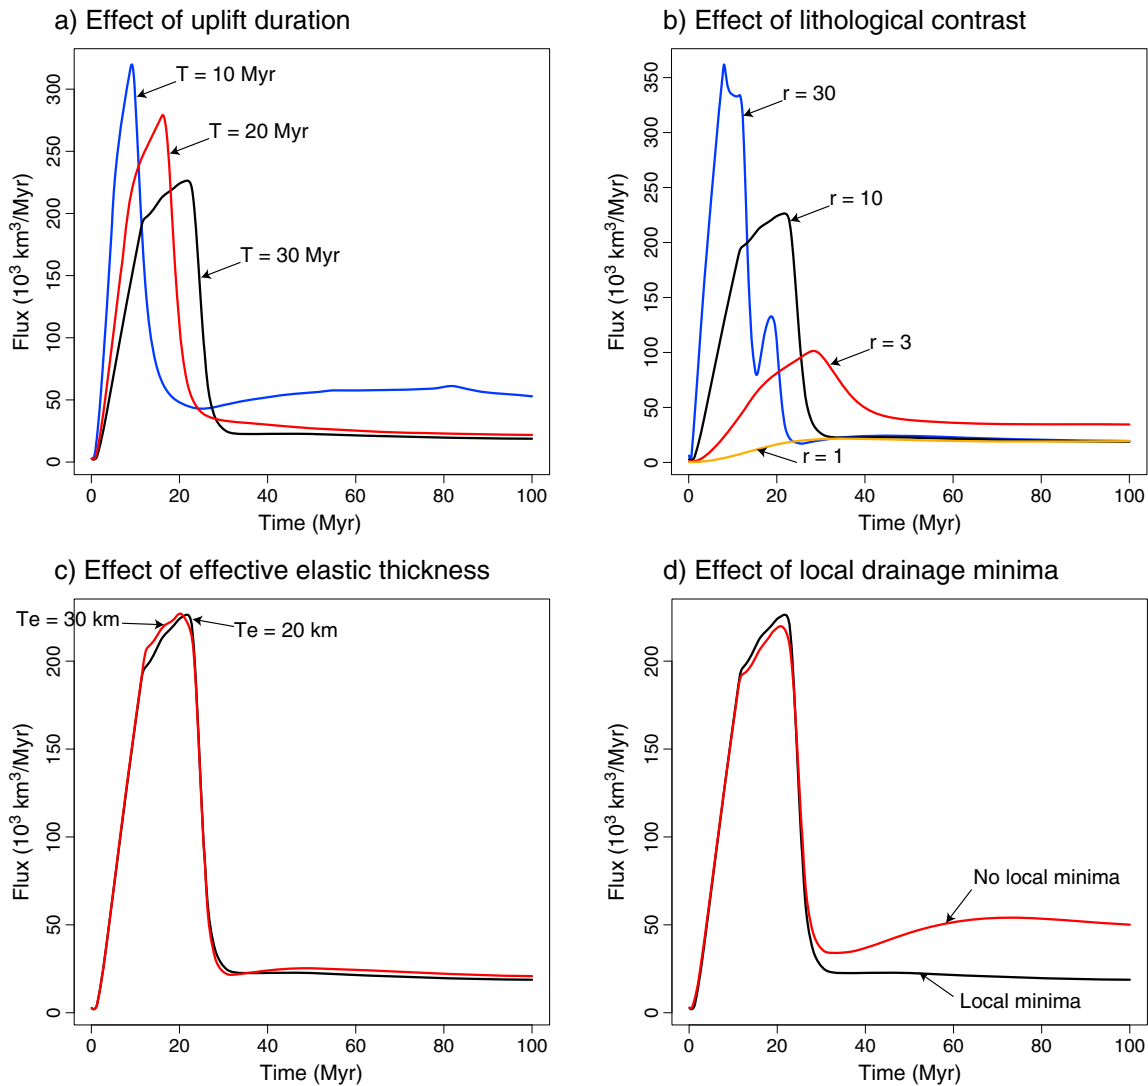 a) Effect of uplift duration
Flux (10³ km³/Myr)
300
250
200
150
100
50
0
T = 10 Myr
T = 20 Myr
T = 30 Myr
0 20 40 60 80 100
Time (Myr)
b) Effect of lithological contrast
Flux (10³ km³/Myr)
350
300
250
200
150
100
50
0
r = 30
r = 10
r = 3
r = 1
0 20 40 60 80 100
Time (Myr)
c) Effect of effective elastic thickness
Flux (10³ km³/Myr)
200
150
100
50
0
Te = 30 km
Te = 20 km
0 20 40 60 80 100
Time (Myr)
d) Effect of local drainage minima
Flux (10³ km³/Myr)
200
150
100
50
0
No local minima
Local minima
0 20 40 60 80 100
Time (Myr)